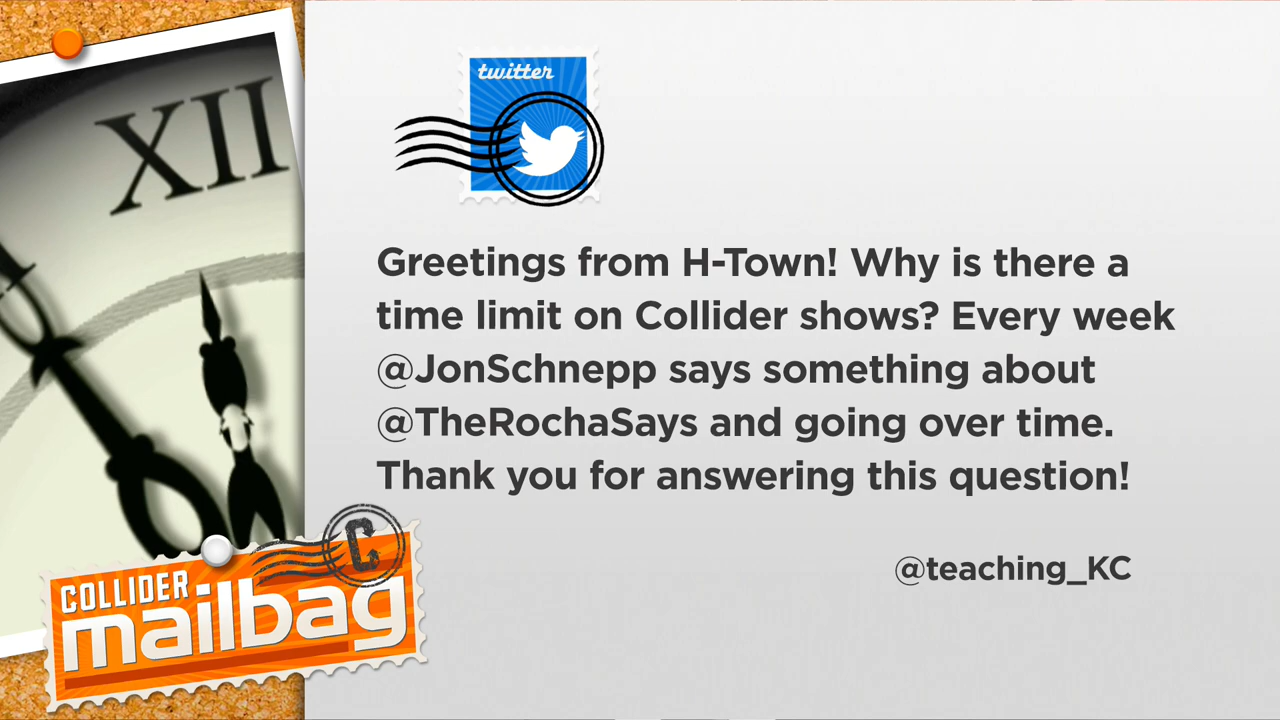 XII
twitter
Greetings from H-Town! Why is there a
time limit on Collider shows? Every week
@JonSchnepp says something about
@TheRochaSays and going over time.
Thank you for answering this question!
@teaching_KC
C
COLLIDER
mailbag